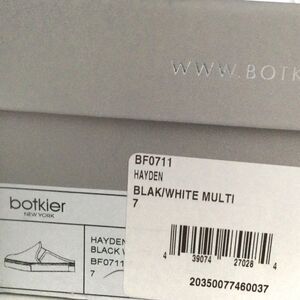 WWW.BOTK
BF0711
HAYDEN
BLAK/WHITE MULTI
7
botkier
NEW YORK
HAYDEN
BLACK W
BF0711
7
4 39074 27028 4
20350077460037